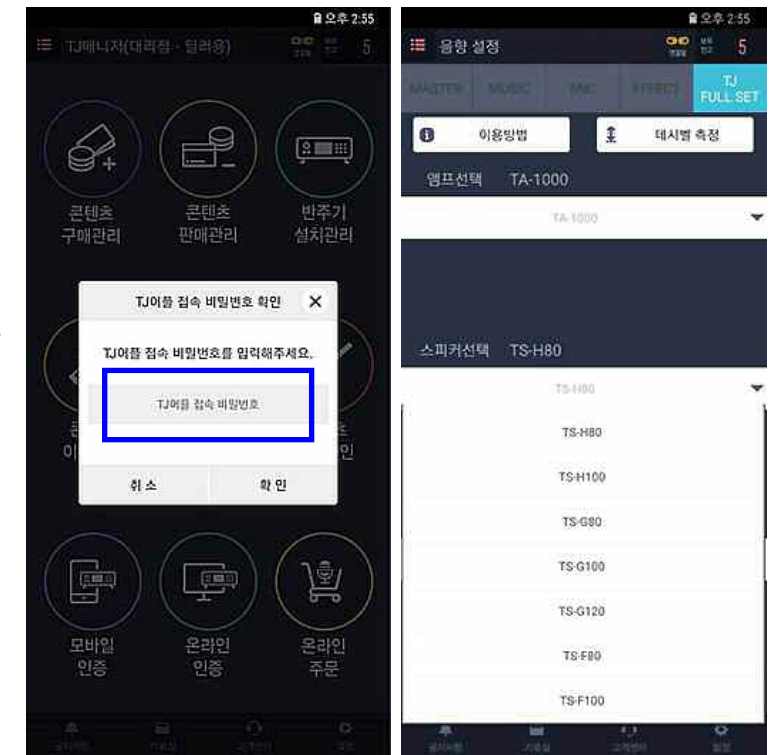 오후 2:55
TJ매니저(대리점 · 딜러용)
5
콘텐츠
구매관리
콘텐츠
판매관리
반주기
설치관리
TJ어플 접속 비밀번호 확인
TJ어플 접속 비밀번호를 입력해주세요.
TJ어플 접속 비밀번호
취소
확인
모바일
인증
온라인
인증
온라인
주문
오후 2:55
음향 설정
5
MASTER
MUSIC
MIC
EFFECT
TJ
FULL SET
이용방법
데시벨 측정
앰프선택
TA-1000
TA-1000
스피커선택
TS-H80
TS-H80
TS-H80
TS-H100
TS-G80
TS-G100
TS-G120
TS-F80
TS-F100